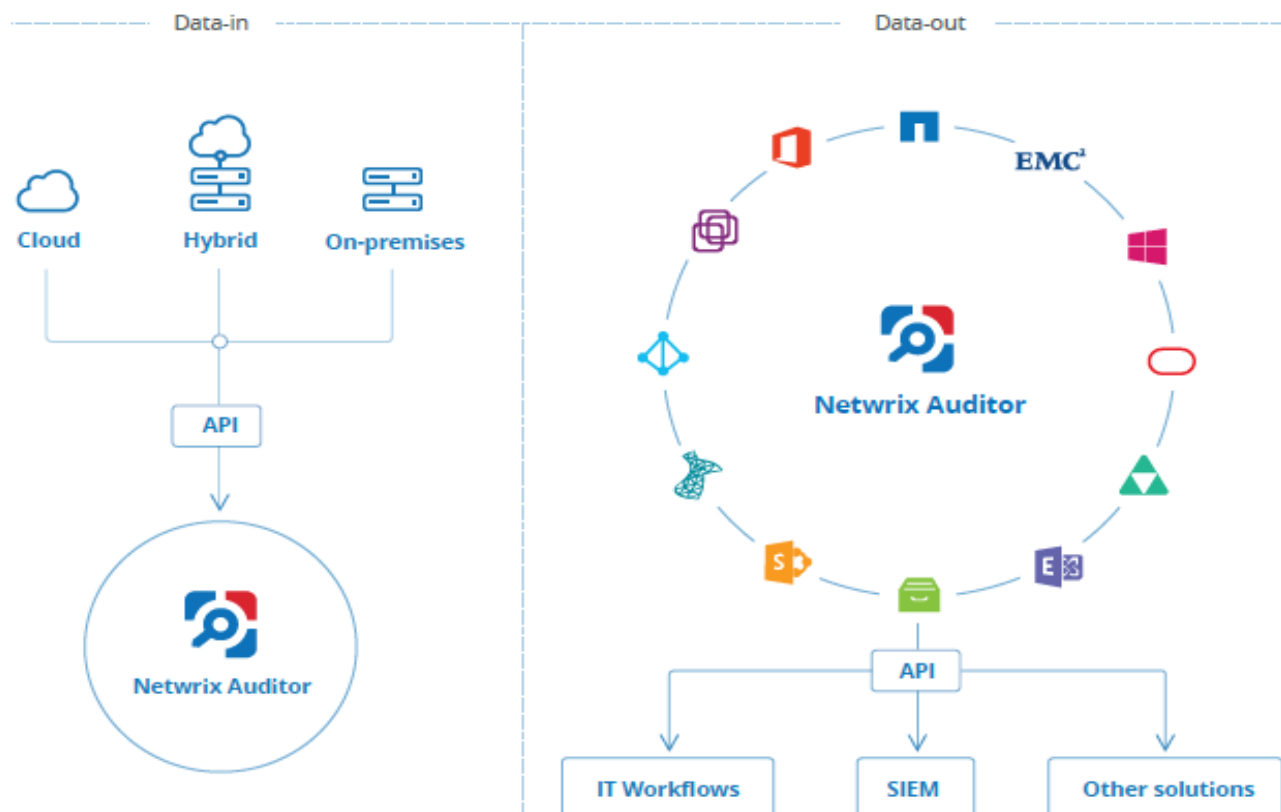 Data-in
Data-out
Cloud
Hybrid
On-premises
API
Netwrix Auditor
EMC²
S
E
Netwrix Auditor
API
IT Workflows
SIEM
Other solutions